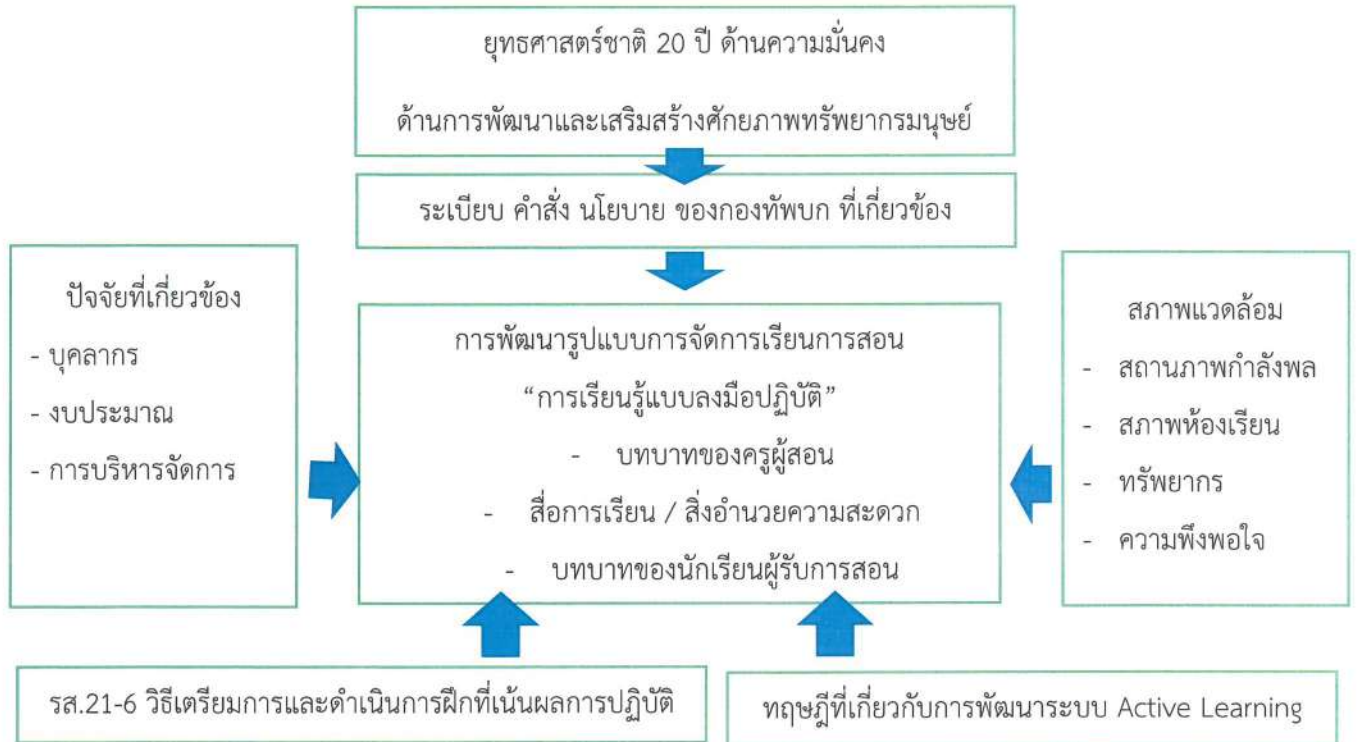 ยุทธศาสตร์ชาติ 20 ปี ด้านความมั่นคง
ด้านการพัฒนาและเสริมสร้างศักยภาพทรัพยากรมนุษย์
ระเบียบ คำสั่ง นโยบาย ของกองทัพบก ที่เกี่ยวข้อง
ปัจจัยที่เกี่ยวข้อง
- บุคลากร
- งบประมาณ
- การบริหารจัดการ
การพัฒนารูปแบบการจัดการเรียนการสอน
“การเรียนรู้แบบลงมือปฏิบัติ”
- บทบาทของครูผู้สอน
- สื่อการเรียน / สิ่งอำนวยความสะดวก
- บทบาทของนักเรียนผู้รับการสอน
สภาพแวดล้อม
- สถานภาพกำลังพล
- สภาพห้องเรียน
- ทรัพยากร
- ความพึงพอใจ
รส.21-6 วิธีเตรียมการและดำเนินการฝึกที่เน้นผลการปฏิบัติ
ทฤษฎีที่เกี่ยวกับการพัฒนาระบบ Active Learning